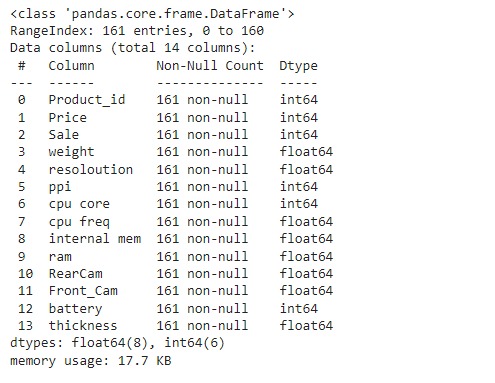 <class 'pandas.core.frame.DataFrame'>
RangeIndex: 161 entries, 0 to 160
Data columns (total 14 columns):
 #   Column        Non-Null Count  Dtype
---  ------        --------------  -----
 0   Product_id    161 non-null    int64
 1   Price         161 non-null    int64
 2   Sale          161 non-null    int64
 3   weight        161 non-null    float64
 4   resoloution   161 non-null    float64
 5   ppi           161 non-null    int64
 6   cpu core      161 non-null    int64
 7   cpu freq      161 non-null    float64
 8   internal mem  161 non-null    float64
 9   ram           161 non-null    float64
 10  RearCam       161 non-null    float64
 11  Front_Cam     161 non-null    float64
 12  battery       161 non-null    int64
 13  thickness     161 non-null    float64
dtypes: float64(8), int64(6)
memory usage: 17.7 KB